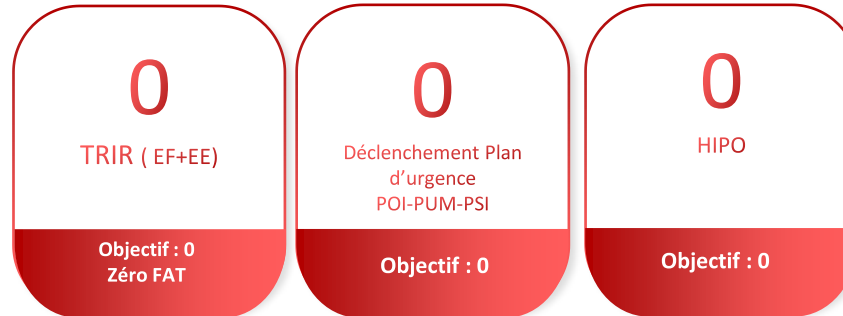 0
TRIR ( EF+EE)
Objectif : 0
Zéro FAT
0
Déclenchement Plan
d’urgence
POI-PUM-PSI
Objectif : 0
0
HIPO
Objectif : 0